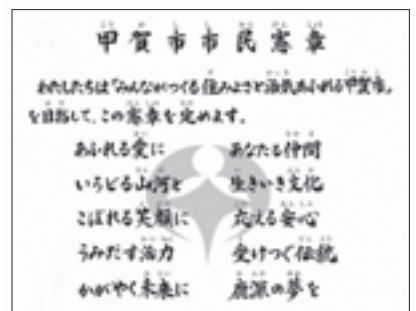 甲賀市市民憲章
わたしたちは「みんながつくる住みよさと活気あふれる甲賀市」
を目指して、この憲章を定めます。
あふれる愛に　あなたも仲間
いろどる山河と　生きいき文化
こぼれる笑顔に　応える安心
うみだす活力　受けつぐ伝統
かがやく未来に　鹿深の夢を